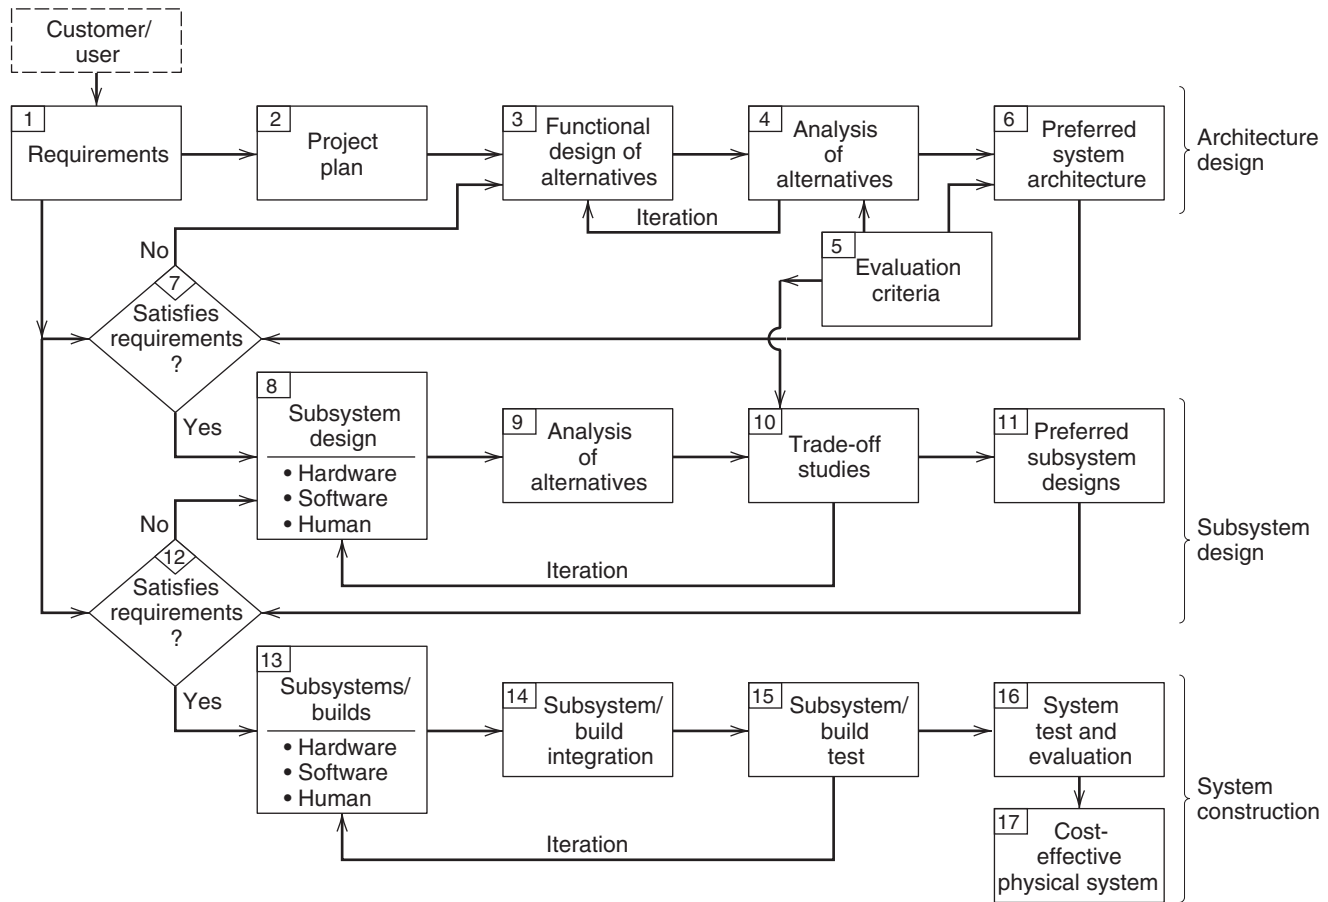 Customer/
user
1
Requirements
2
Project
plan
3
Functional
design of
alternatives
4
Analysis
of
alternatives
6
Preferred
system
architecture
Architecture
design
Iteration
5
Evaluation
criteria
No
7
Satisfies
requirements
?
Yes
8
Subsystem
design
• Hardware
• Software
• Human
9
Analysis
of
alternatives
10
Trade-off
studies
11
Preferred
subsystem
designs
Subsystem
design
Iteration
No
12
Satisfies
requirements
?
Yes
13
Subsystems/
builds
• Hardware
• Software
• Human
14
Subsystem/
build
integration
15
Subsystem/
build
test
16
System
test and
evaluation
System
construction
Iteration
17
Cost-
effective
physical system